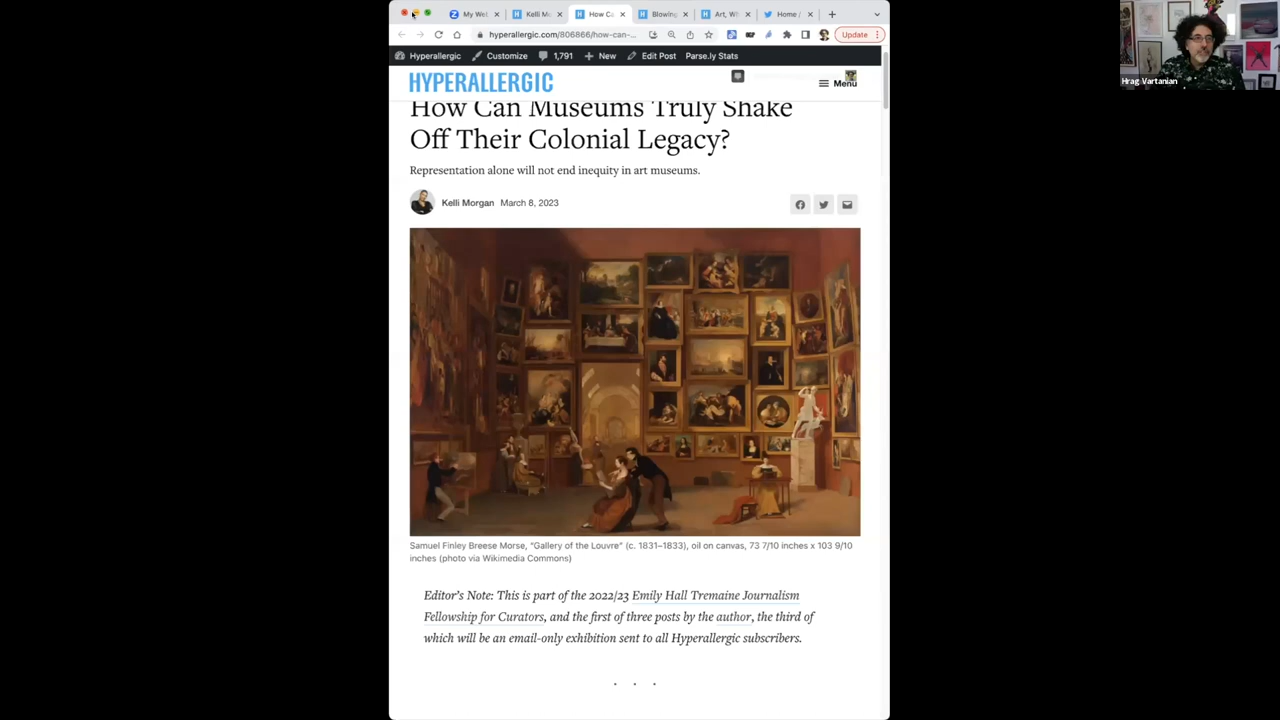 My Wel
Kelli Mo
How Ca
Blowing
Art, Wh
Home /
hyperallergic.com/806866/how-can-...
Update
Hyperallergic
Customize
1,791
New
Edit Post
Parse.ly Stats
HYPERALLERGIC
Menu
How Can Museums Truly Shake
Off Their Colonial Legacy?
Representation alone will not end inequity in art museums.
Kelli Morgan March 8, 2023
Samuel Finley Breese Morse, "Gallery of the Louvre" (c. 1831–1833), oil on canvas, 73 7/10 inches x 103 9/10
inches (photo via Wikimedia Commons)
Editor's Note: This is part of the 2022/23 Emily Hall Tremaine Journalism
Fellowship for Curators, and the first of three posts by the author, the third of
which will be an email-only exhibition sent to all Hyperallergic subscribers.
. . .
Hrag Vartanian